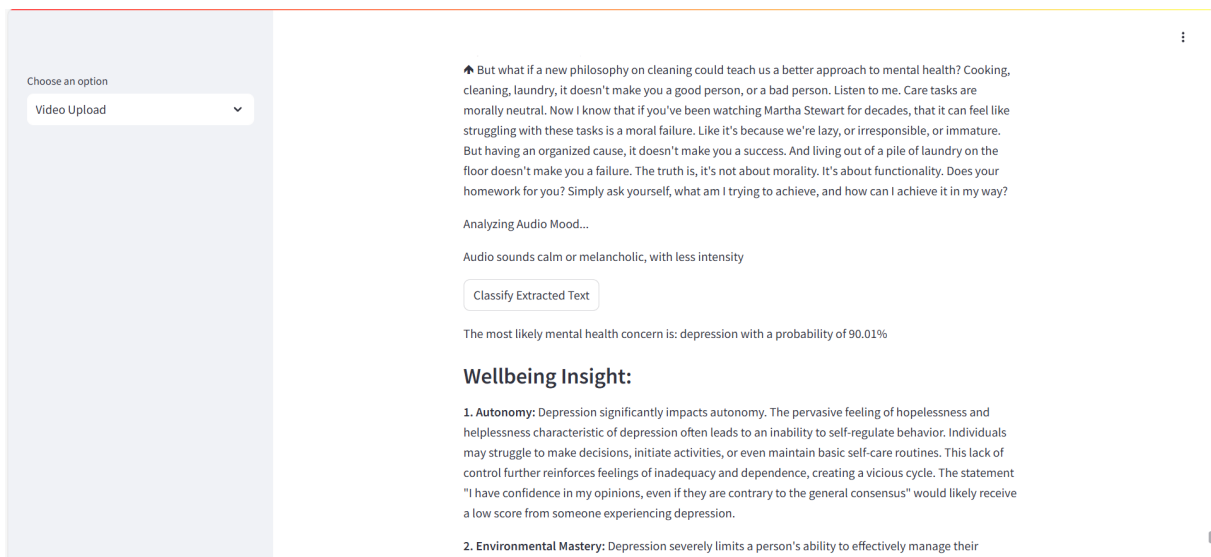 Choose an option
Video Upload
But what if a new philosophy on cleaning could teach us a better approach to mental health? Cooking,
cleaning, laundry, it doesn't make you a good person, or a bad person. Listen to me. Care tasks are
morally neutral. Now I know that if you've been watching Martha Stewart for decades, that it can feel like
struggling with these tasks is a moral failure. Like it's because we're lazy, or irresponsible, or immature.
But having an organized cause, it doesn't make you a success. And living out of a pile of laundry on the
floor doesn't make you a failure. The truth is, it's not about morality. It's about functionality. Does your
homework for you? Simply ask yourself, what am I trying to achieve, and how can I achieve it in my way?
Analyzing Audio Mood...
Audio sounds calm or melancholic, with less intensity
Classify Extracted Text
The most likely mental health concern is: depression with a probability of 90.01%
Wellbeing Insight:
1. Autonomy: Depression significantly impacts autonomy. The pervasive feeling of hopelessness and
helplessness characteristic of depression often leads to an inability to self-regulate behavior. Individuals
may struggle to make decisions, initiate activities, or even maintain basic self-care routines. This lack of
control further reinforces feelings of inadequacy and dependence, creating a vicious cycle. The statement
"I have confidence in my opinions, even if they are contrary to the general consensus" would likely receive
a low score from someone experiencing depression.
2. Environmental Mastery: Depression severely limits a person's ability to effectively manage their